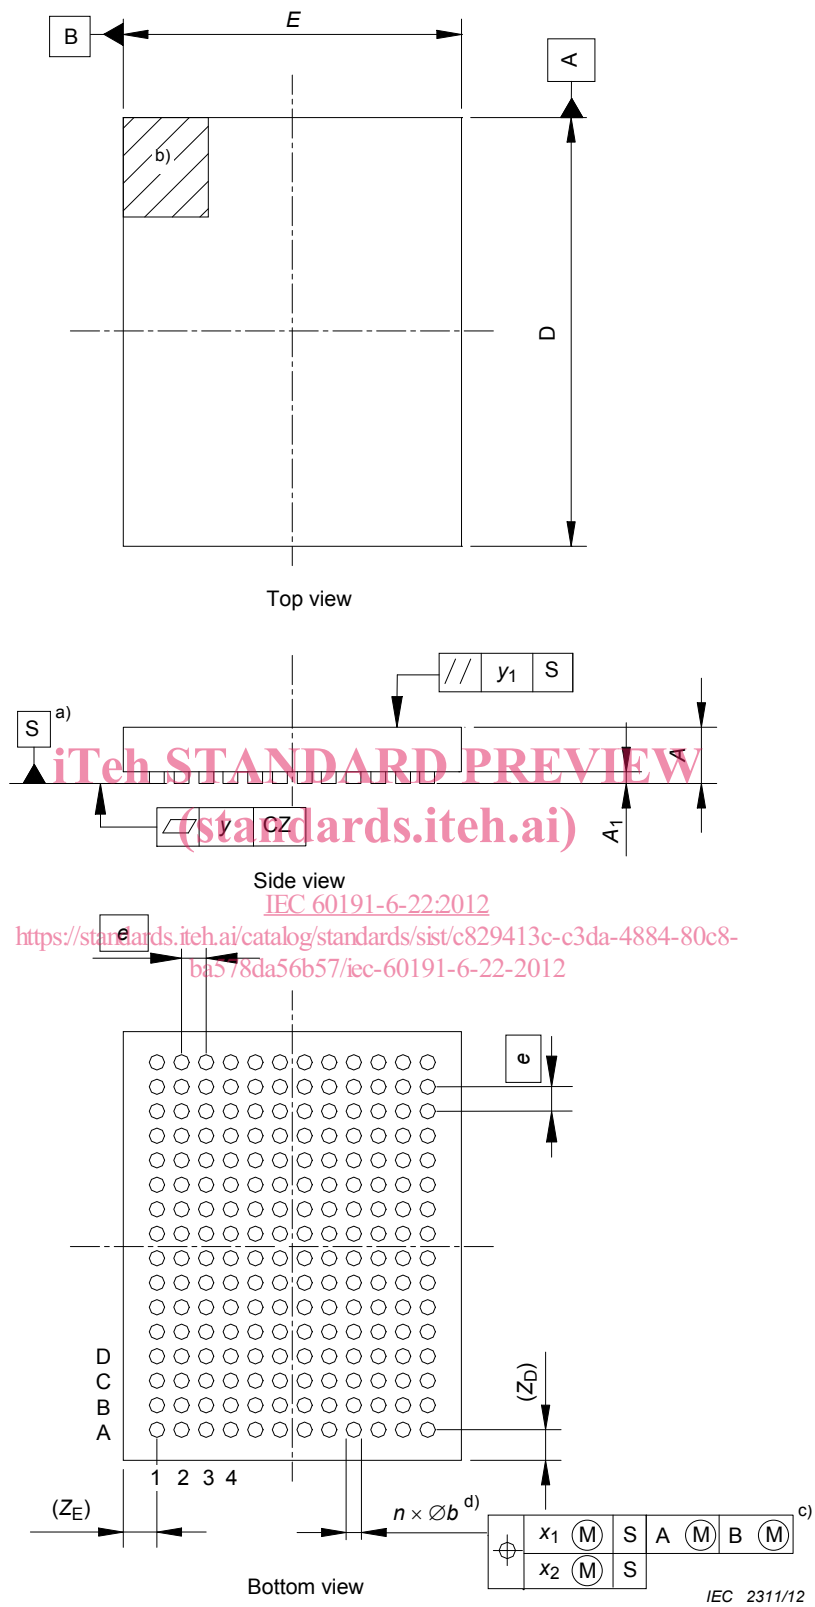 B
E
A
b)
D
Top view
// y1 S
S a)
A
iTeh STANDARD PREVIEW
y CZ
(standards.iteh.ai)
A1
Side view
IEC 60191-6-22:2012
e
https://standards.iteh.ai/catalog/standards/sist/c829413c-c3da-4884-80c8-
ba578da56b57/iec-60191-6-22-2012
e
D
C
B
A
(ZD)
1 2 3 4
(ZE)
n × ∅b d)
c)
x1 Ⓜ S A Ⓜ B Ⓜ
x2 Ⓜ S
Bottom view
IEC 2311/12